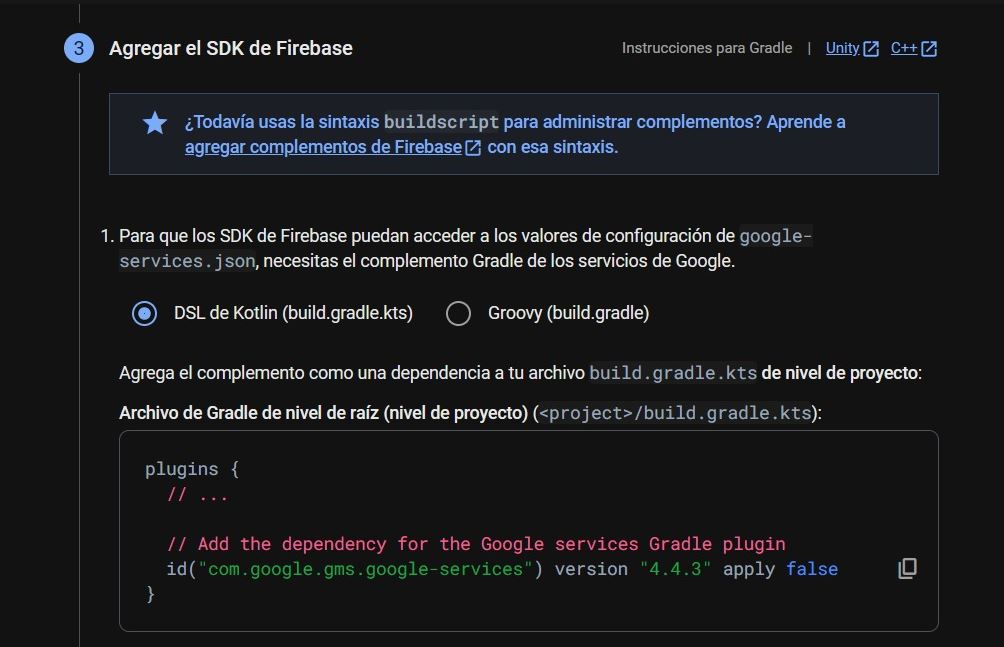 3 Agregar el SDK de Firebase Instrucciones para Gradle | Unity C++
¿Todavía usas la sintaxis buildscript para administrar complementos? Aprende a
agregar complementos de Firebase con esa sintaxis.
1. Para que los SDK de Firebase puedan acceder a los valores de configuración de google-
services.json, necesitas el complemento Gradle de los servicios de Google.
DSL de Kotlin (build.gradle.kts) Groovy (build.gradle)
Agrega el complemento como una dependencia a tu archivo build.gradle.kts de nivel de proyecto:
Archivo de Gradle de nivel de raíz (nivel de proyecto) (<project>/build.gradle.kts):
plugins {
  // ...
  // Add the dependency for the Google services Gradle plugin
  id("com.google.gms.google-services") version "4.4.3" apply false
}